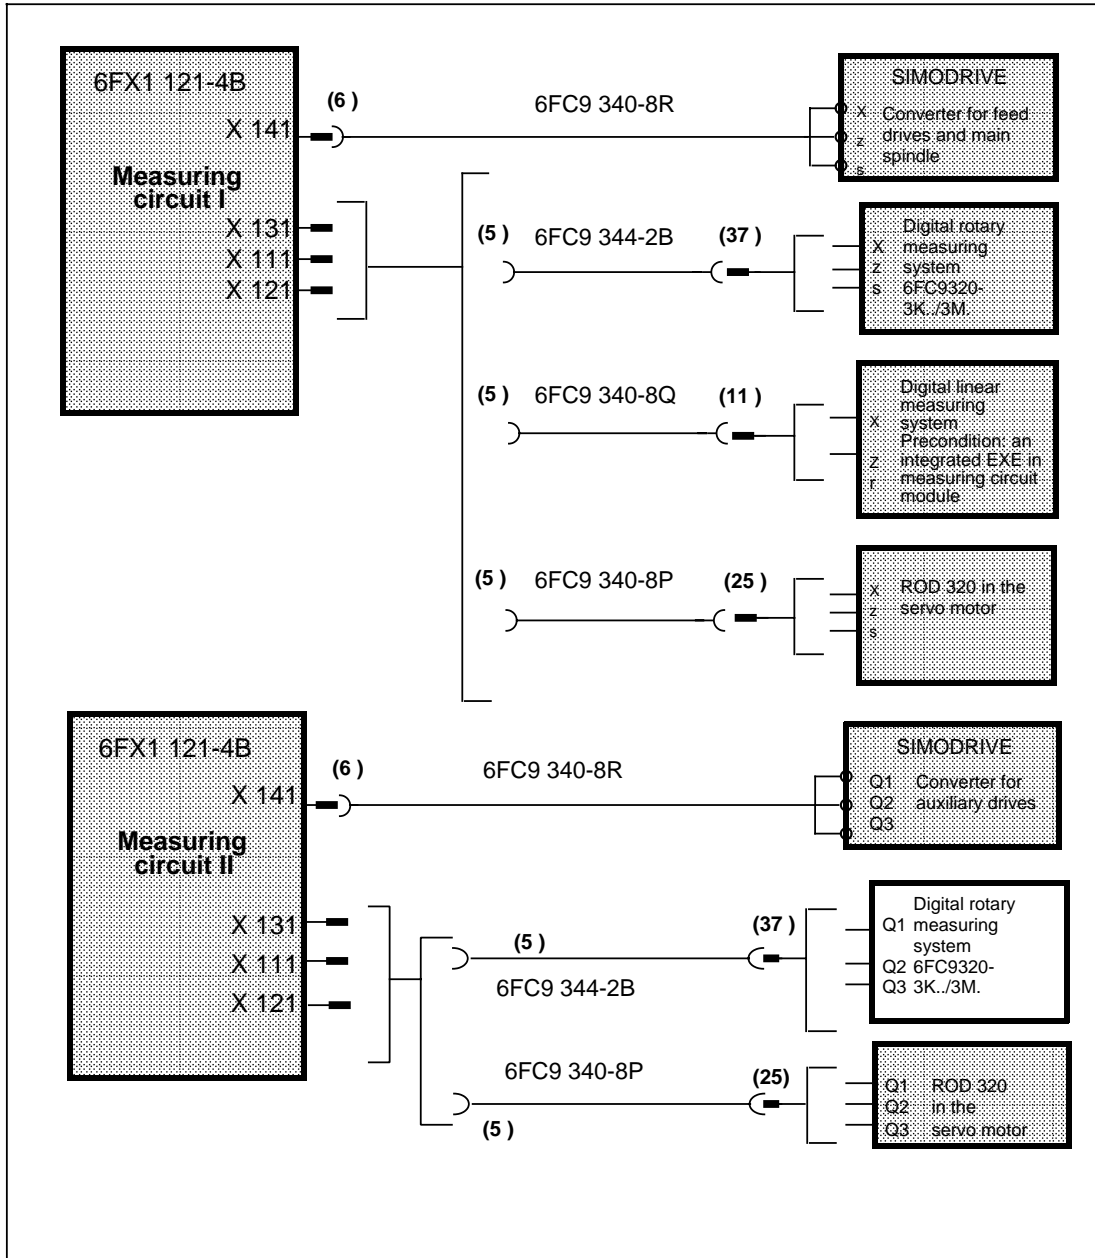 6FX1 121-4B
X 141
Measuring
circuit I
X 131
X 111
X 121
(6 )
6FC9 340-8R
SIMODRIVE
X Converter for feed
z drives and main
s spindle
(5 )
6FC9 344-2B
(37 )
Digital rotary
X measuring
z system
s 6FC9320-
3K../3M.
(5 )
6FC9 340-8Q
(11 )
Digital linear
measuring
X system
Precondition: an
Z integrated EXE in
r measuring circuit
module
(5 )
6FC9 340-8P
(25 )
X ROD 320 in the
z servo motor
s
6FX1 121-4B
X 141
Measuring
circuit II
X 131
X 111
X 121
(6 )
6FC9 340-8R
SIMODRIVE
Q1 Converter for
Q2 auxiliary drives
Q3
(5 )
6FC9 344-2B
(37 )
Digital rotary
Q1 measuring
system
Q2 6FC9320-
Q3 3K../3M.
6FC9 340-8P
(5 )
(25)
Q1 ROD 320
Q2 in the
Q3 servo motor